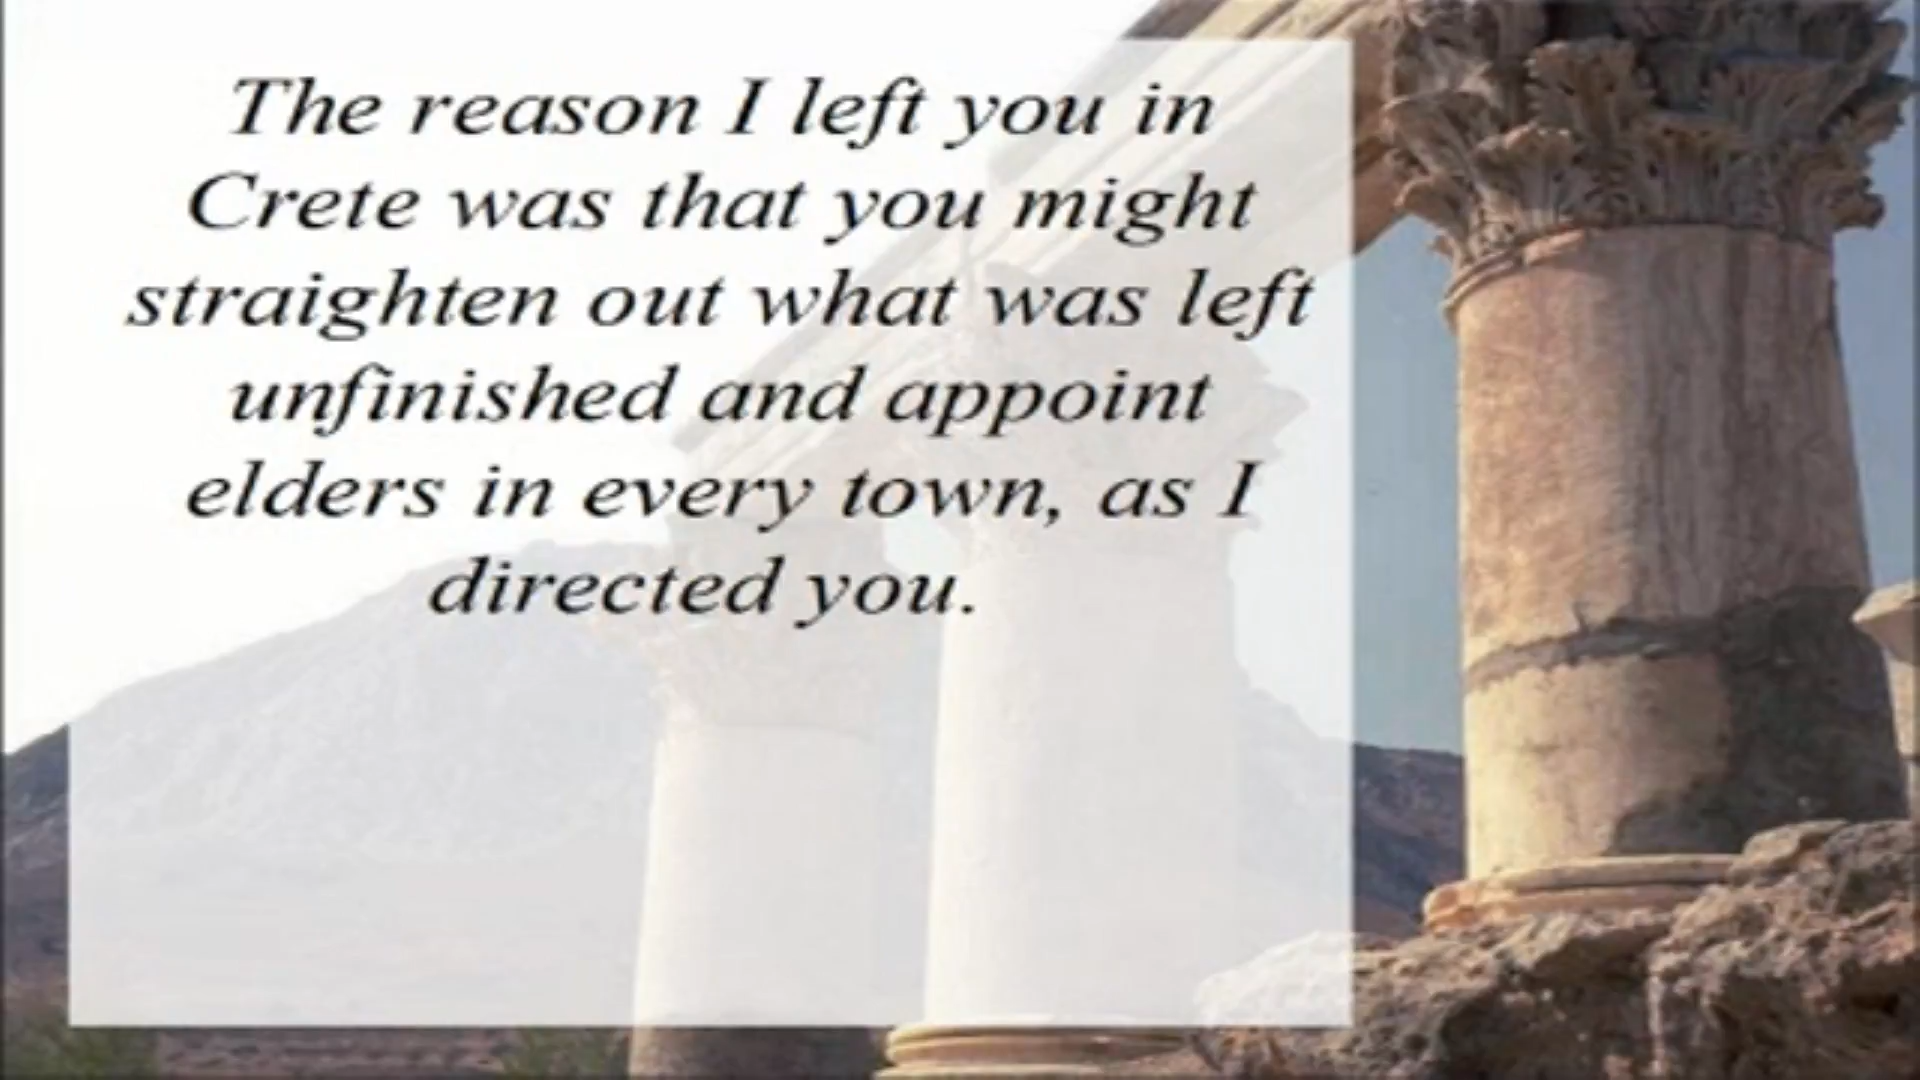 The reason I left you in
Crete was that you might
straighten out what was left
unfinished and appoint
elders in every town, as I
directed you.